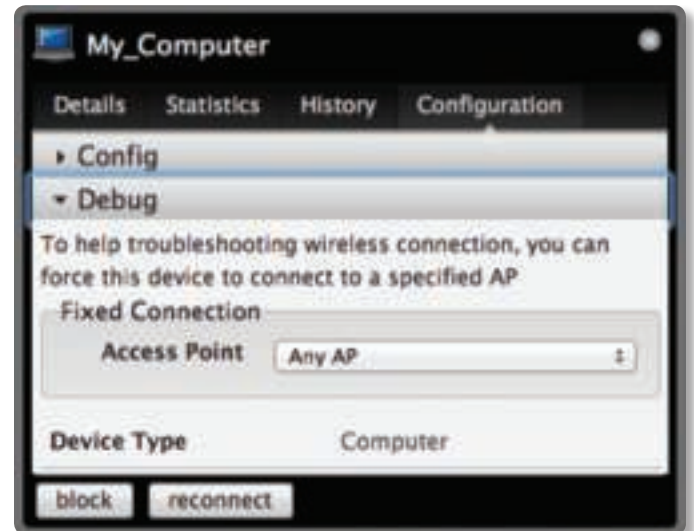 My_Computer
Details Statistics History Configuration
Config
Debug
To help troubleshooting wireless connection, you can
force this device to connect to a specified AP
Fixed Connection
Access Point Any AP
Device Type Computer
block reconnect